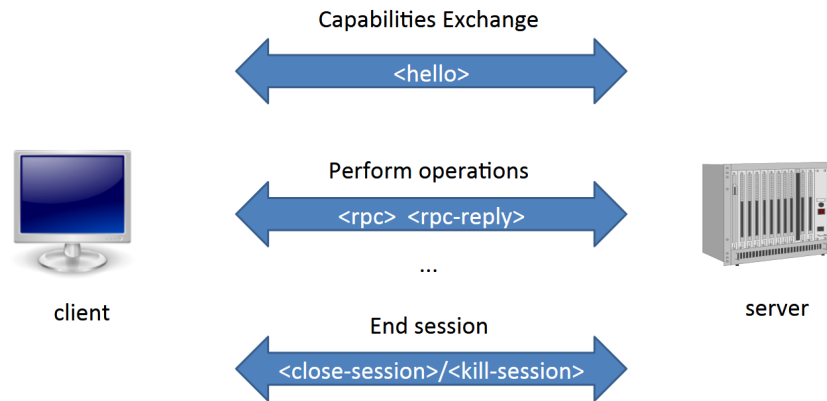 Capabilities Exchange
<hello>
Perform operations
<rpc> <rpc-reply>
...
client
server
End session
<close-session>/<kill-session>